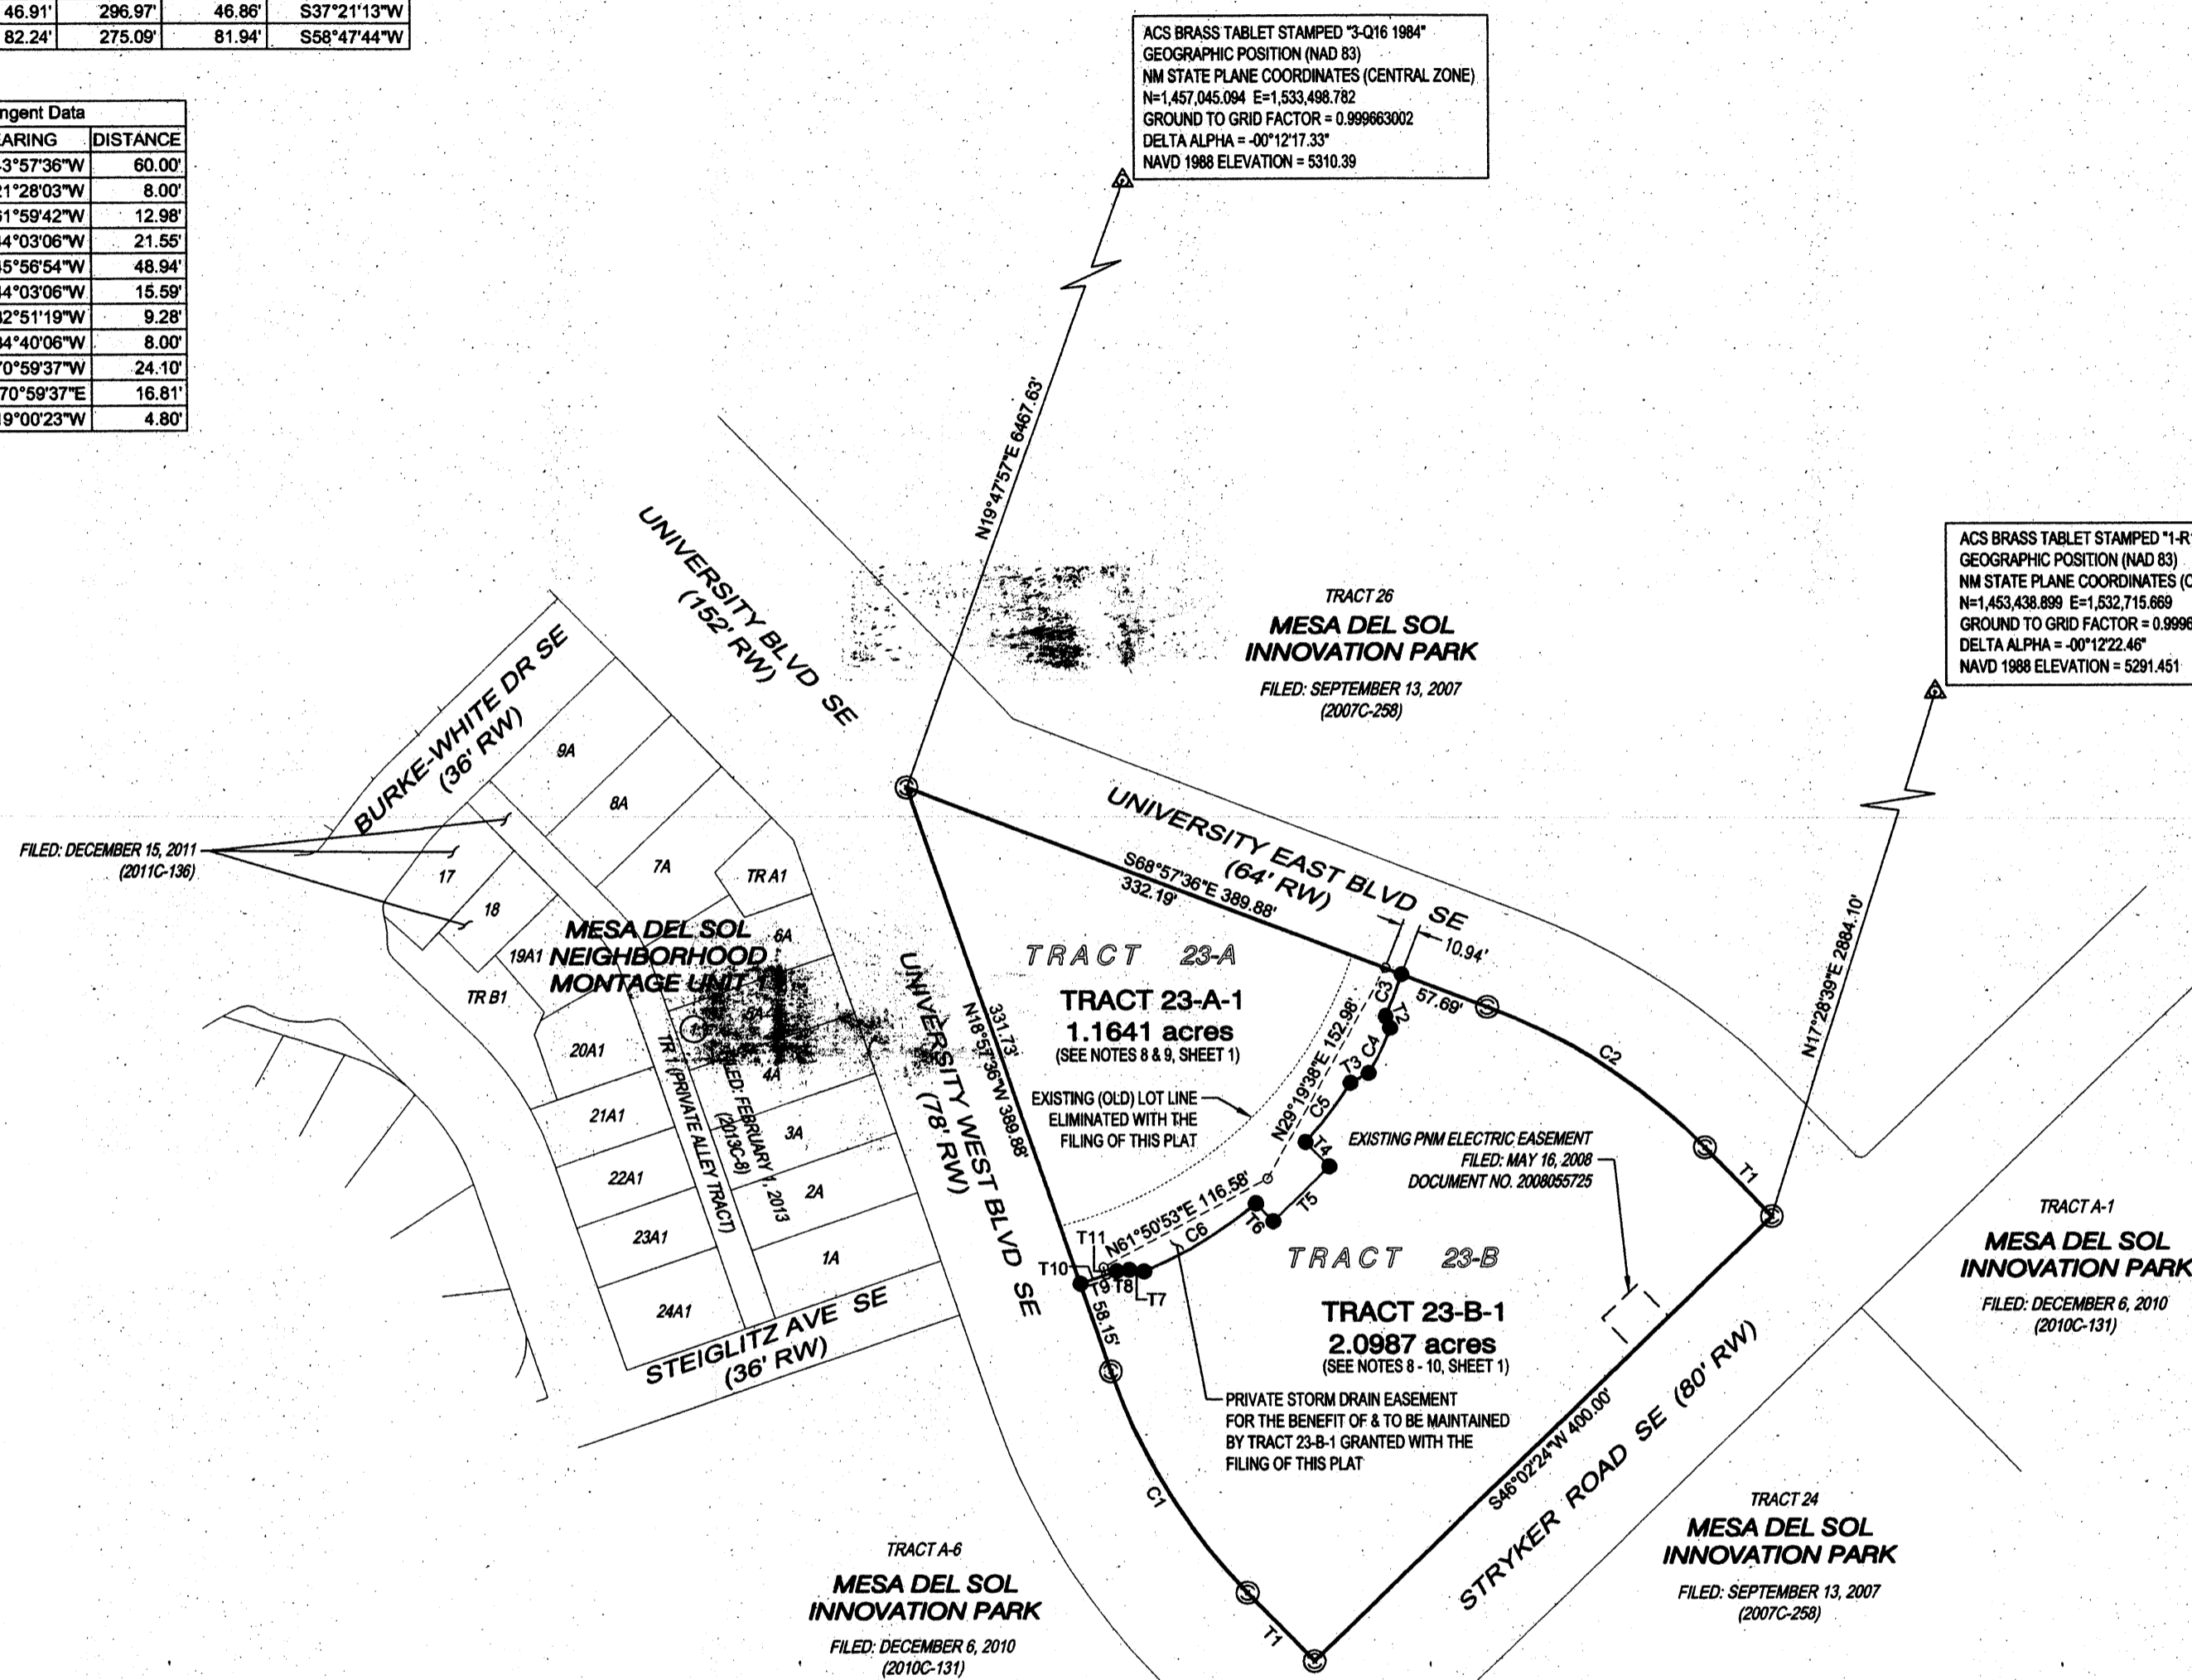 46.91' 296.97' 46.86' S37°21'13"W
82.24' 275.09' 81.94' S58°47'44"W
ngent Data
EARING DISTANCE
3°57'36"W 60.00'
1°28'03"W 8.00'
1°59'42"W 12.98'
4°03'06"W 21.55'
5°56'54"W 48.94'
4°03'06"W 15.59'
2°51'19"W 9.28'
4°40'06"W 8.00'
0°59'37"W 24.10'
70°59'37"E 16.81'
9°00'23"W 4.80'
ACS BRASS TABLET STAMPED "3-Q16 1984"
GEOGRAPHIC POSITION (NAD 83)
NM STATE PLANE COORDINATES (CENTRAL ZONE)
N=1,457,045.094 E=1,533,498.782
GROUND TO GRID FACTOR = 0.999663002
DELTA ALPHA = -00°12'17.33"
NAVD 1988 ELEVATION = 5310.39
N19°47'57"E 6467.63'
ACS BRASS TABLET STAMPED "1-R
GEOGRAPHIC POSITION (NAD 83)
NM STATE PLANE COORDINATES (C
N=1,453,438.899 E=1,532,715.669
GROUND TO GRID FACTOR = 0.9996
DELTA ALPHA = -00°12'22.46"
NAVD 1988 ELEVATION = 5291.451
N17°28'39"E 2884.10'
UNIVERSITY BLVD SE
(152' RW)
TRACT 26
MESA DEL SOL
INNOVATION PARK
FILED: SEPTEMBER 13, 2007
(2007C-258)
BURKE-WHITE DR SE
(36' RW)
FILED: DECEMBER 15, 2011
(2011C-136)
9A
8A
7A
TR A1
17
18
19A1
6A
MESA DEL SOL
NEIGHBORHOOD
MONTAGE UNIT 1
TR B1
5A
1
20A1
4A
21A1
3A
22A1
2A
23A1
1A
24A1
TR 1 (PRIVATE ALLEY TRACT)
FILED: FEBRUARY 1, 2013
(2013C-8)
STEIGLITZ AVE SE
(36' RW)
UNIVERSITY WEST BLVD SE
(78' RW)
331.73'
N18°57'36"W 389.88'
58.15'
UNIVERSITY EAST BLVD SE
(64' RW)
S68°57'36"E 389.88'
332.19'
10.94'
57.69'
TRACT 23-A
TRACT 23-A-1
1.1641 acres
(SEE NOTES 8 & 9, SHEET 1)
EXISTING (OLD) LOT LINE
ELIMINATED WITH THE
FILING OF THIS PLAT
N29°19'38"E 152.98'
N61°50'53"E 116.58'
C3
T2
C4
T3
C5
T4
T5
T6
C6
T7
T8
T9
T10
T11
C2
T1
EXISTING PNM ELECTRIC EASEMENT
FILED: MAY 16, 2008
DOCUMENT NO. 2008055725
TRACT 23-B
TRACT 23-B-1
2.0987 acres
(SEE NOTES 8 - 10, SHEET 1)
PRIVATE STORM DRAIN EASEMENT
FOR THE BENEFIT OF & TO BE MAINTAINED
BY TRACT 23-B-1 GRANTED WITH THE
FILING OF THIS PLAT
S46°02'24"W 400.00'
STRYKER ROAD SE (80' RW)
C1
T1
TRACT A-1
MESA DEL SOL
INNOVATION PARK
FILED: DECEMBER 6, 2010
(2010C-131)
TRACT 24
MESA DEL SOL
INNOVATION PARK
FILED: SEPTEMBER 13, 2007
(2007C-258)
TRACT A-6
MESA DEL SOL
INNOVATION PARK
FILED: DECEMBER 6, 2010
(2010C-131)